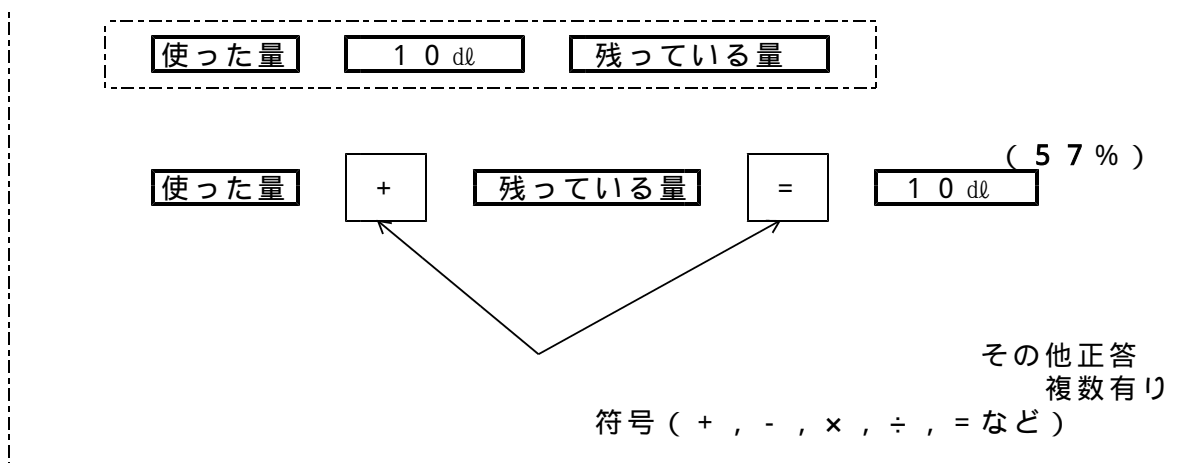 使った量 １０㎗ 残っている量
（５７％）
使った量 + 残っている量 = １０㎗
その他正答
複数有り
符号（+，-，×，÷，=など）